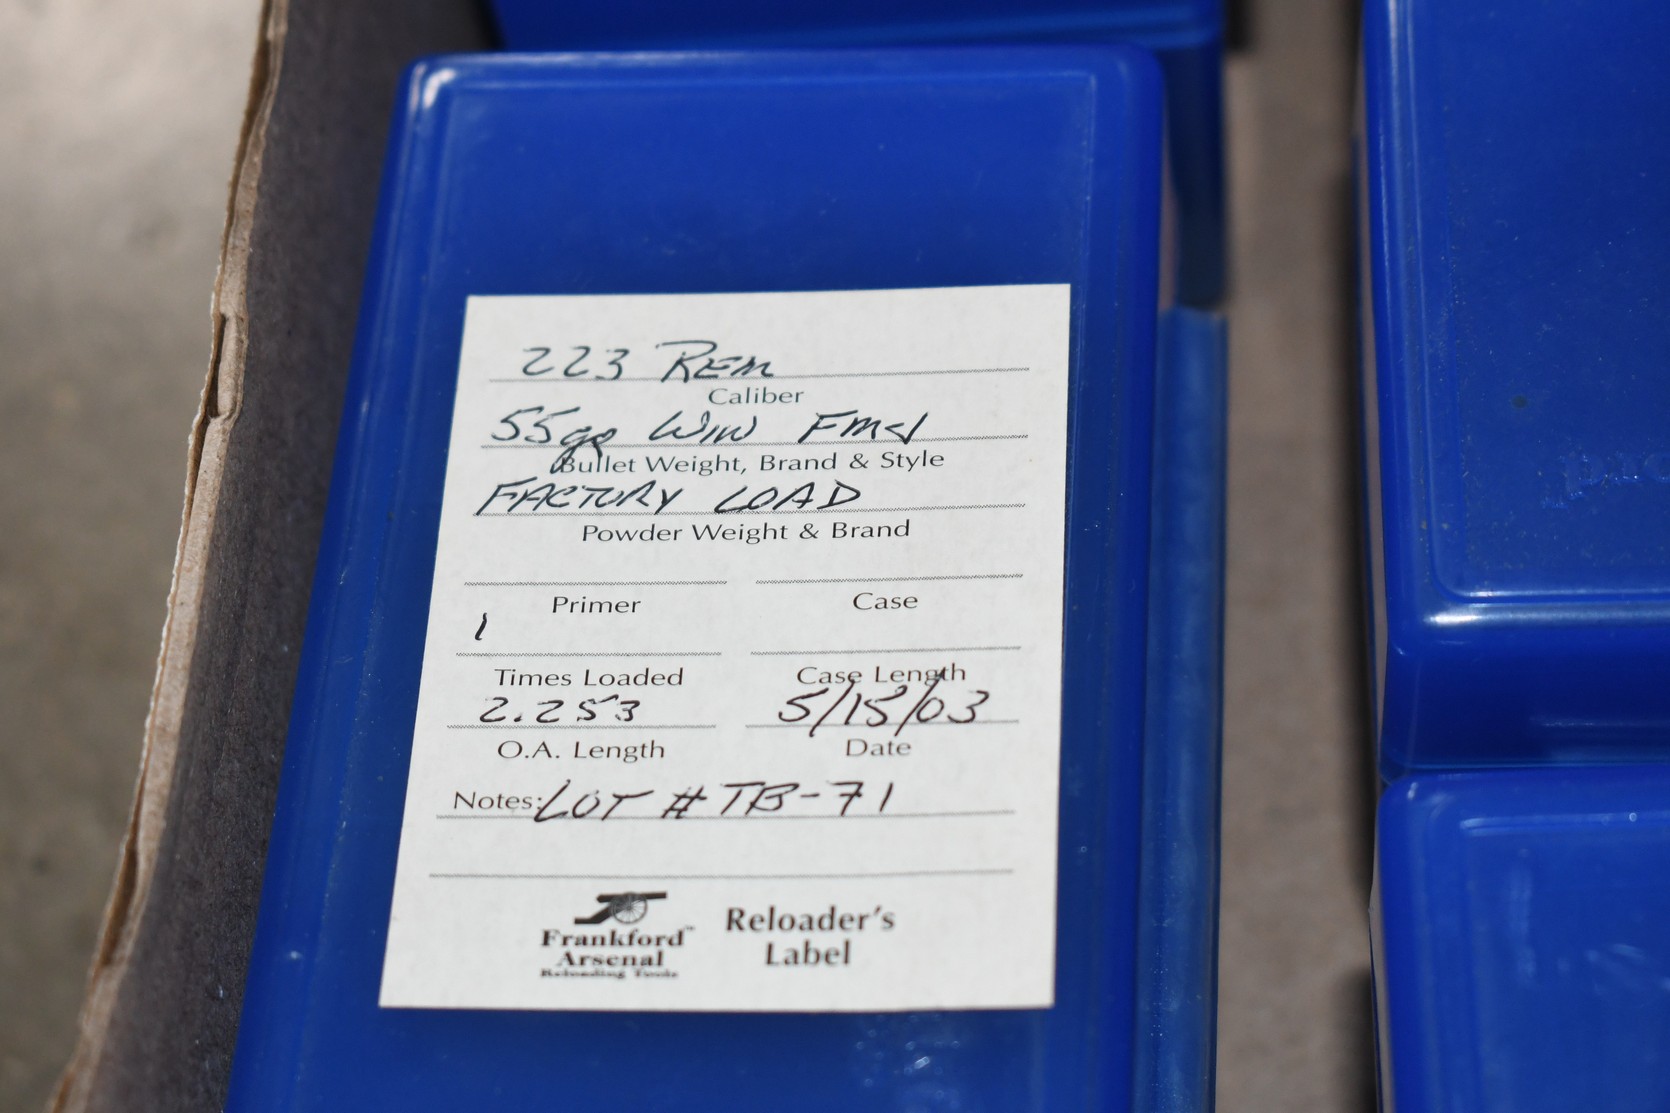 223 REM
Caliber
55gr WIN FMJ
Bullet Weight, Brand & Style
FACTORY LOAD
Powder Weight & Brand
Primer Case
1
Times Loaded Case Length
2.253 5/15/03
O.A. Length Date
Notes: LOT # TB-71
Frankford™ Reloader's
Arsenal Label
Reloading Tools